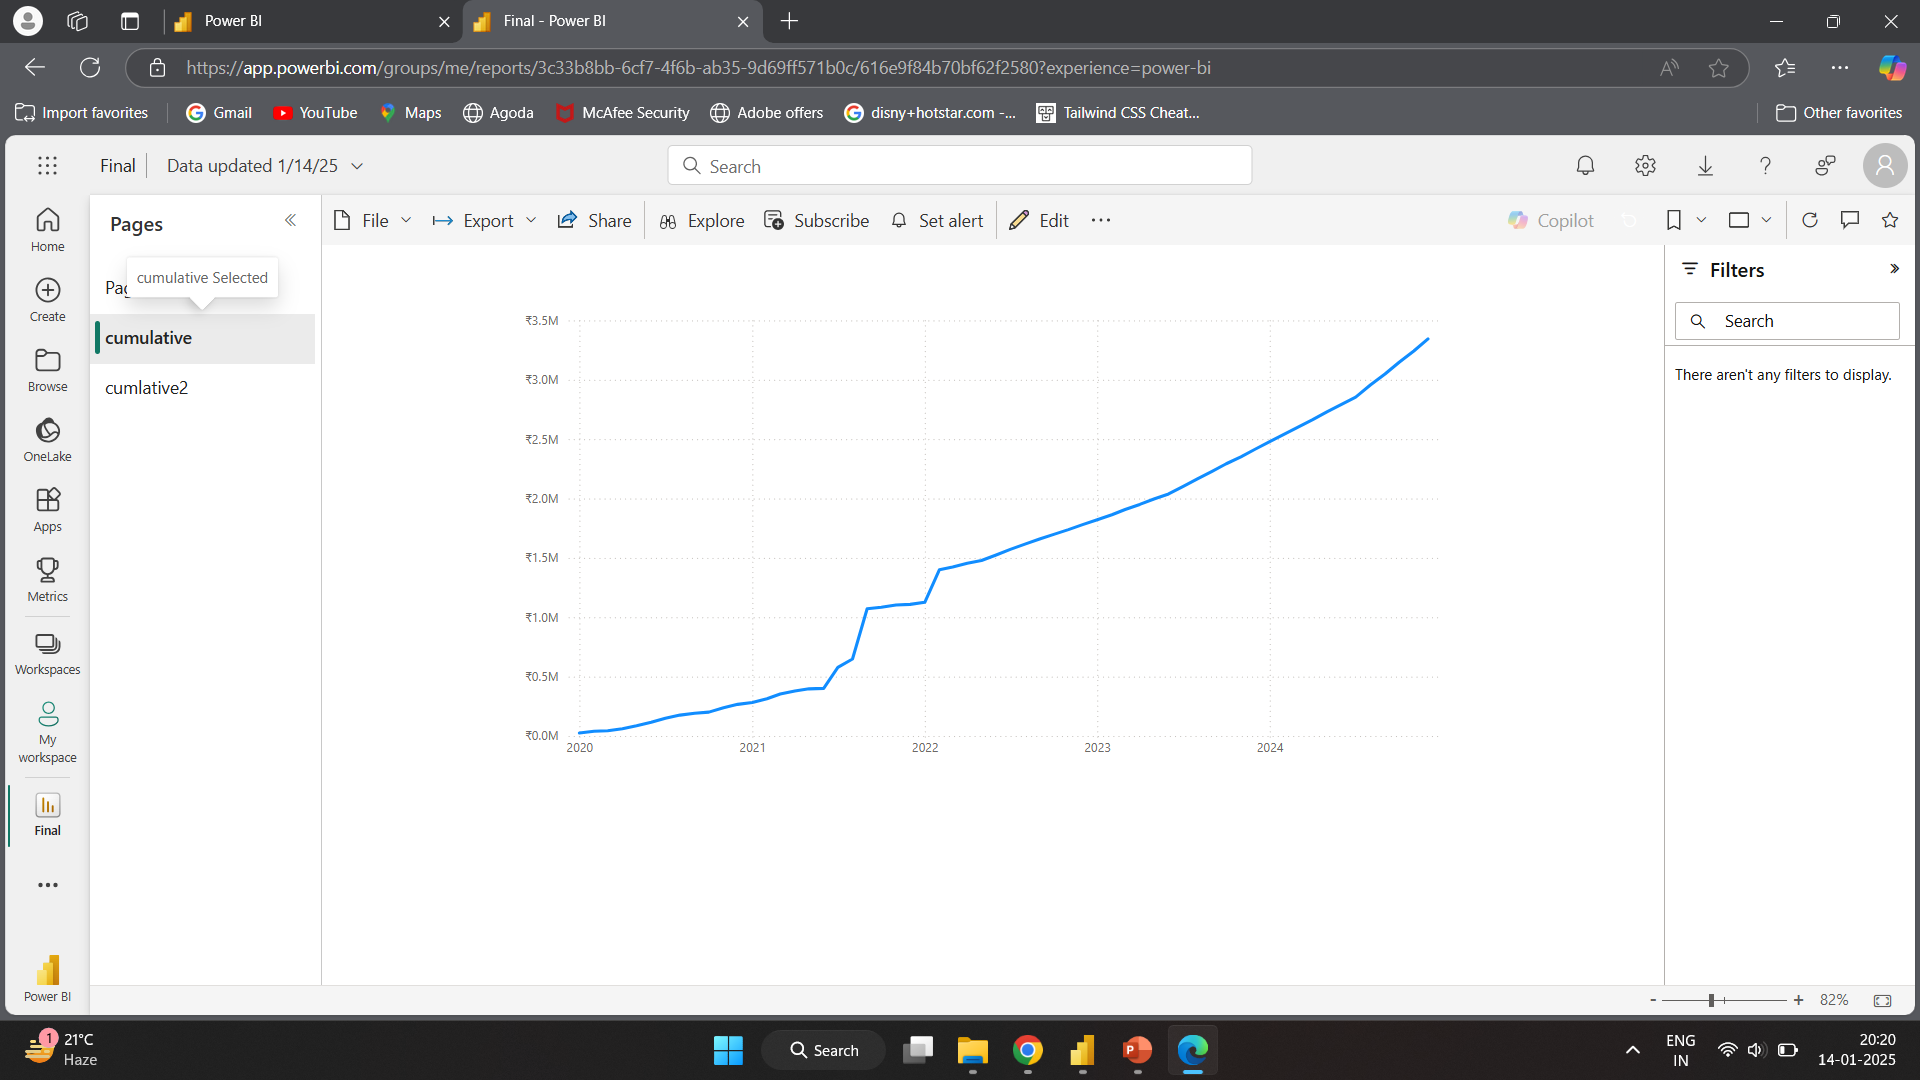 Power BI
Final - Power BI
https://app.powerbi.com/groups/me/reports/3c33b8bb-6cf7-4f6b-ab35-9d69ff571b0c/616e9f84b70bf62f2580?experience=power-bi
Import favorites
Gmail
YouTube
Maps
Agoda
McAfee Security
Adobe offers
disny+hotstar.com -...
Tailwind CSS Cheat...
Other favorites
Final
Data updated 1/14/25
Search
Home
Create
Browse
OneLake
Apps
Metrics
Workspaces
My
workspace
Final
Power BI
Pages
cumulative Selected
cumulative
cumlative2
File
Export
Share
Explore
Subscribe
Set alert
Edit
Copilot
₹3.5M
₹3.0M
₹2.5M
₹2.0M
₹1.5M
₹1.0M
₹0.5M
₹0.0M
2020
2021
2022
2023
2024
Filters
Search
There aren't any filters to display.
- + 82%
1
21°C
Haze
Search
P
ENG
IN
20:20
14-01-2025